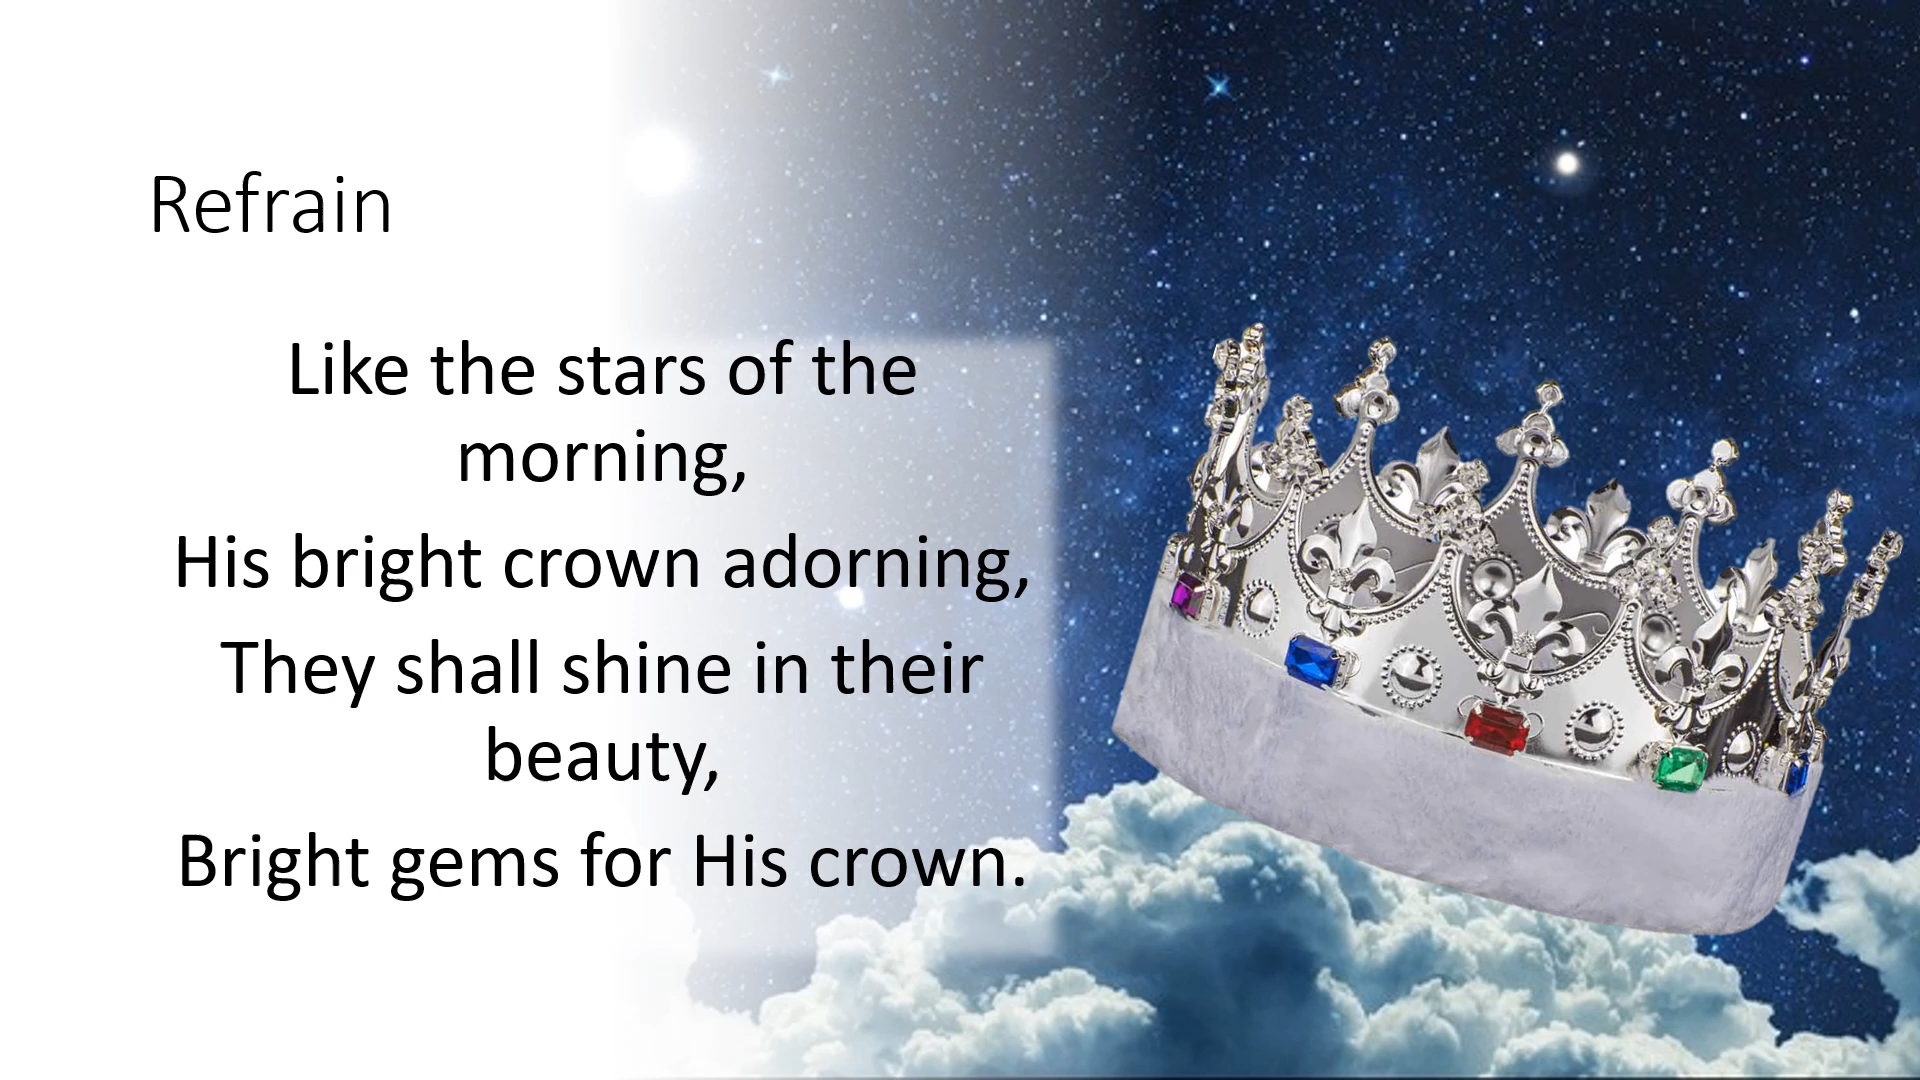 Refrain
Like the stars of the
morning,
His bright crown adorning,
They shall shine in their
beauty,
Bright gems for His crown.